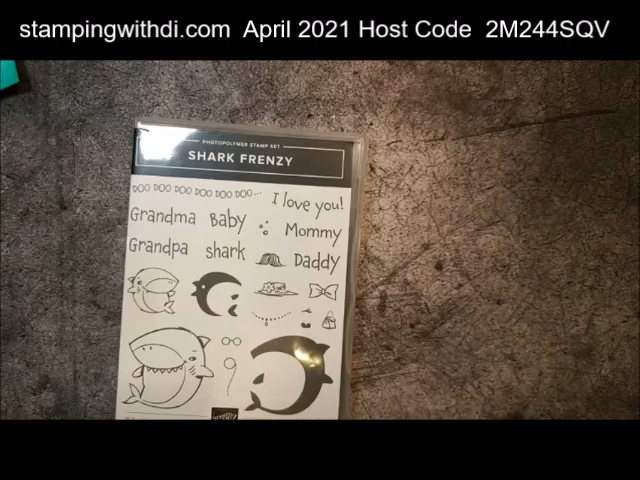 stampingwithdi.com April 2021 Host Code 2M244SQV
PHOTOPOLYMER STAMP SET
SHARK FRENZY
DOO DOO DOO DOO DOO DOO...
I love you!
Grandma Baby
Mommy
Grandpa shark
Daddy